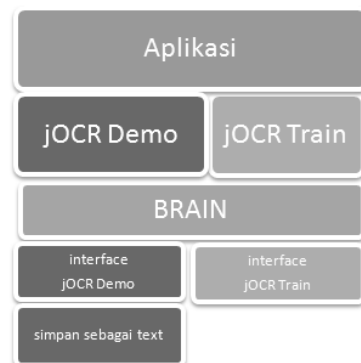 Aplikasi
jOCR Demo
jOCR Train
BRAIN
interface
jOCR Demo
interface
jOCR Train
simpan sebagai text